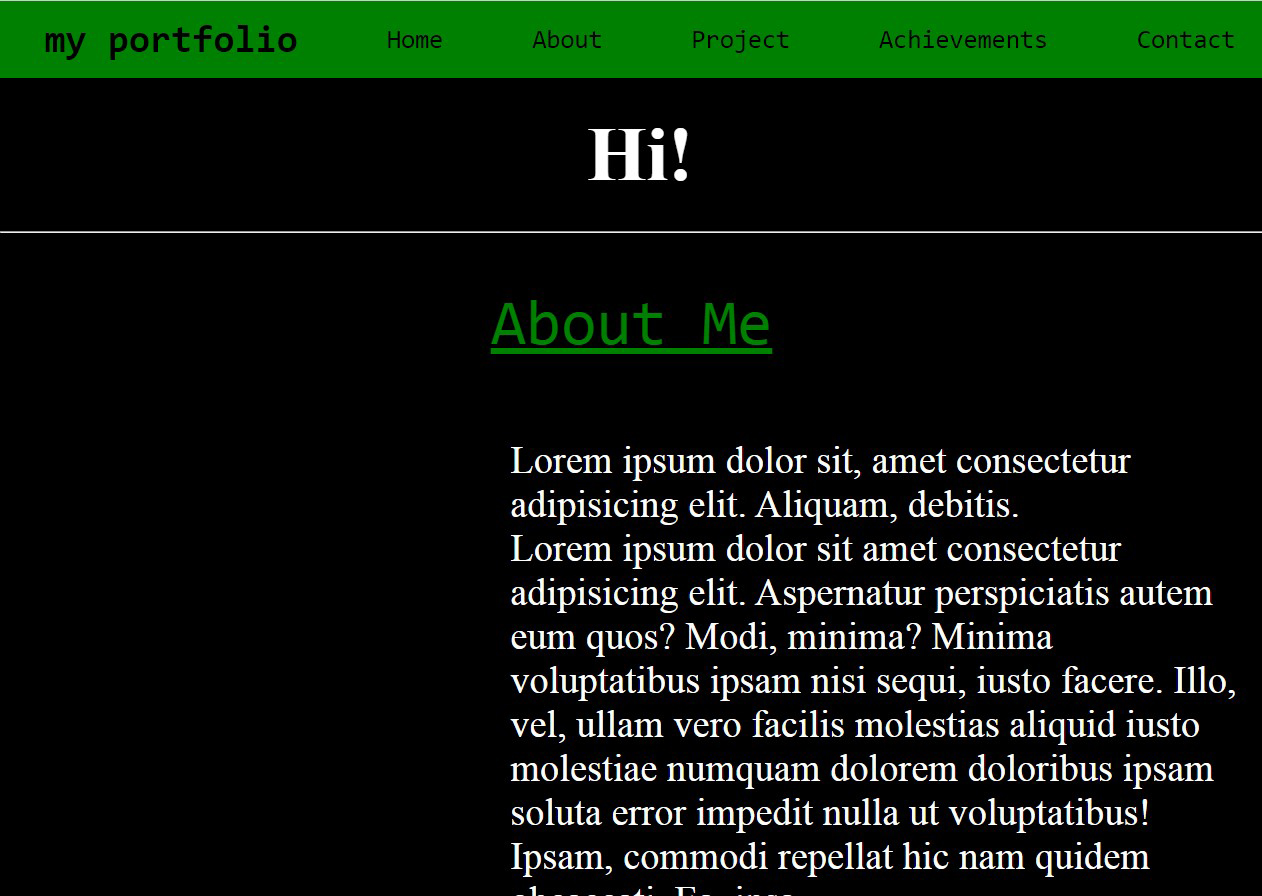 my portfolio Home About Project Achievements Contact
Hi!
About Me
Lorem ipsum dolor sit, amet consectetur
adipisicing elit. Aliquam, debitis.
Lorem ipsum dolor sit amet consectetur
adipisicing elit. Aspernatur perspiciatis autem
eum quos? Modi, minima? Minima
voluptatibus ipsam nisi sequi, iusto facere. Illo,
vel, ullam vero facilis molestias aliquid iusto
molestiae numquam dolorem doloribus ipsam
soluta error impedit nulla ut voluptatibus!
Ipsam, commodi repellat hic nam quidem